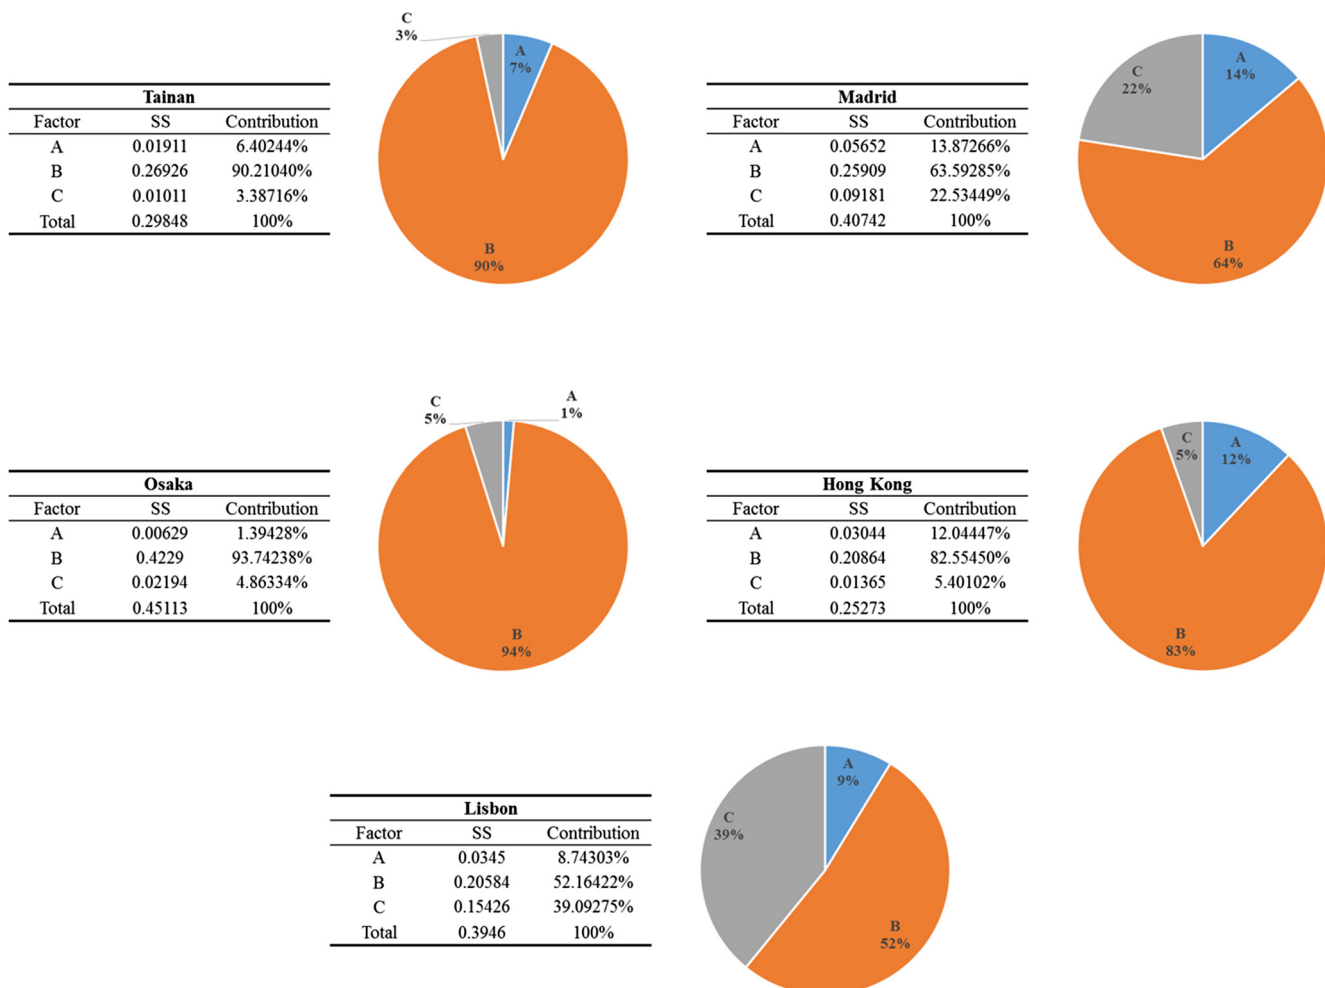 Tainan
Factor SS Contribution
A 0.01911 6.40244%
B 0.26926 90.21040%
C 0.01011 3.38716%
Total 0.29848 100%
C
3%
A
7%
B
90%
Madrid
Factor SS Contribution
A 0.05652 13.87266%
B 0.25909 63.59285%
C 0.09181 22.53449%
Total 0.40742 100%
C
22%
A
14%
B
64%
Osaka
Factor SS Contribution
A 0.00629 1.39428%
B 0.4229 93.74238%
C 0.02194 4.86334%
Total 0.45113 100%
C
5%
A
1%
B
94%
Hong Kong
Factor SS Contribution
A 0.03044 12.04447%
B 0.20864 82.55450%
C 0.01365 5.40102%
Total 0.25273 100%
C
5%
A
12%
B
83%
Lisbon
Factor SS Contribution
A 0.0345 8.74303%
B 0.20584 52.16422%
C 0.15426 39.09275%
Total 0.3946 100%
A
9%
C
39%
B
52%